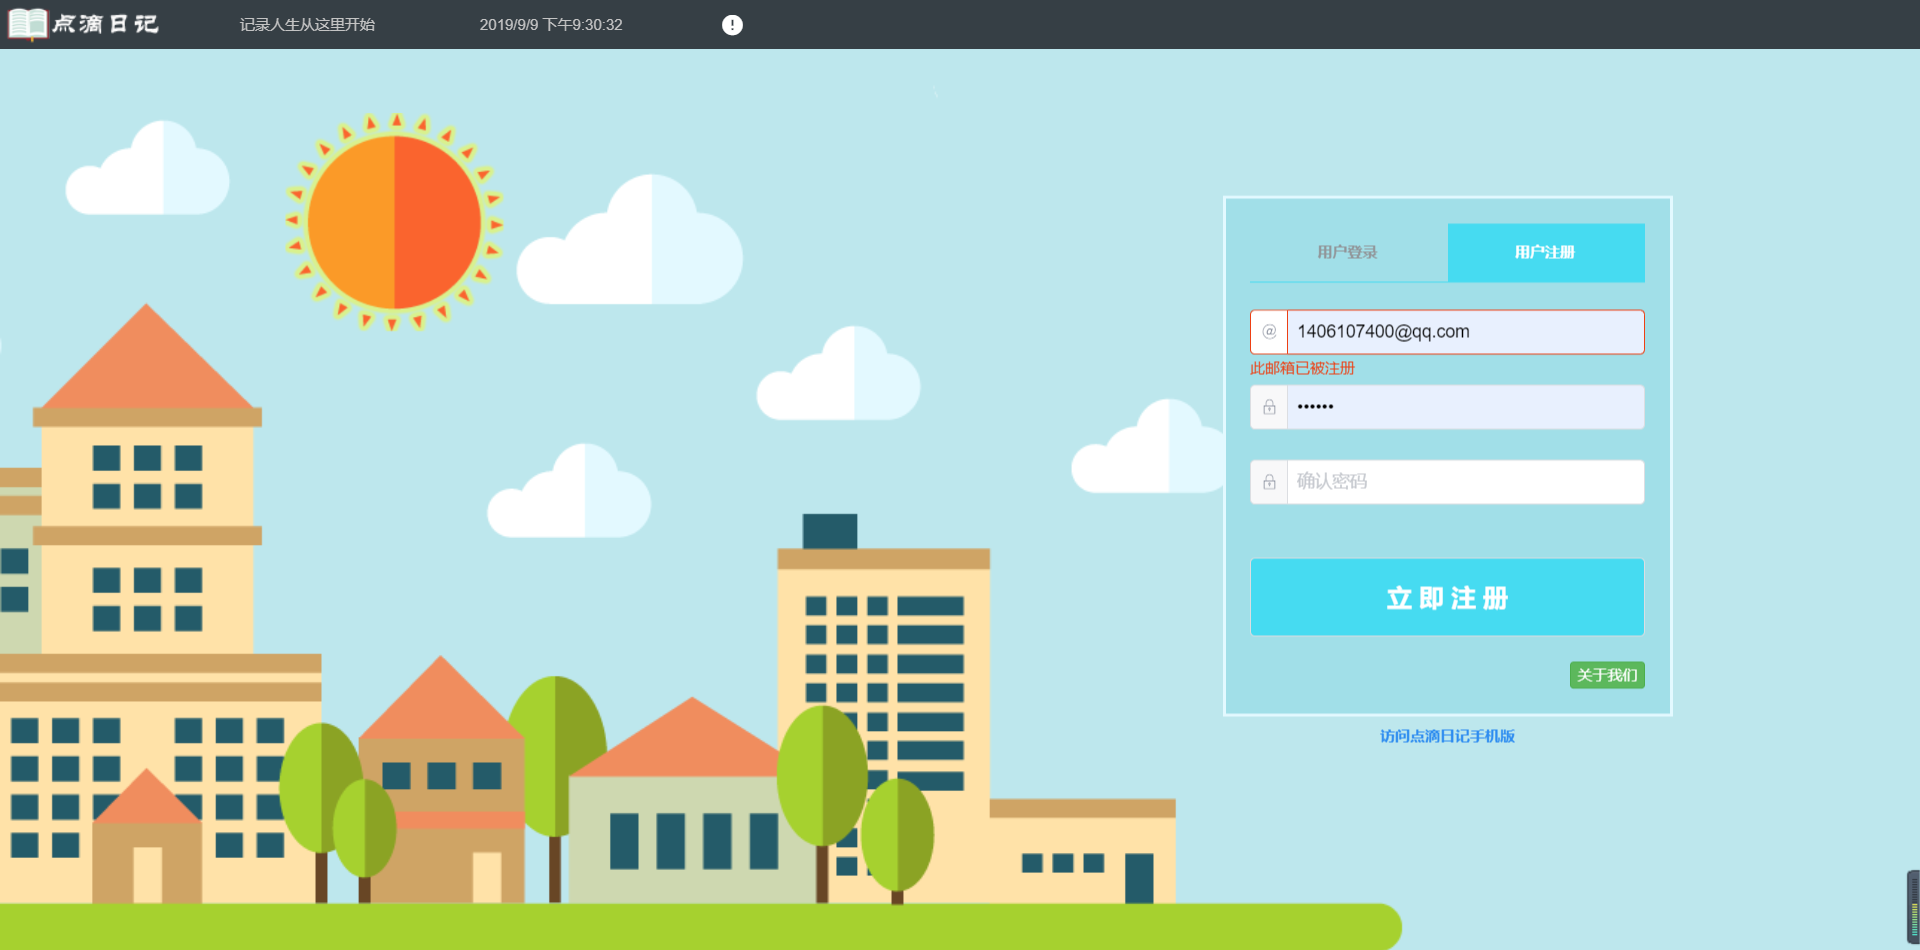 点滴日记
记录人生从这里开始
2019/9/9 下午9:30:32
!
用户登录
用户注册
@
1406107400@qq.com
此邮箱已被注册
••••••
确认密码
立即注册
关于我们
访问点滴日记手机版